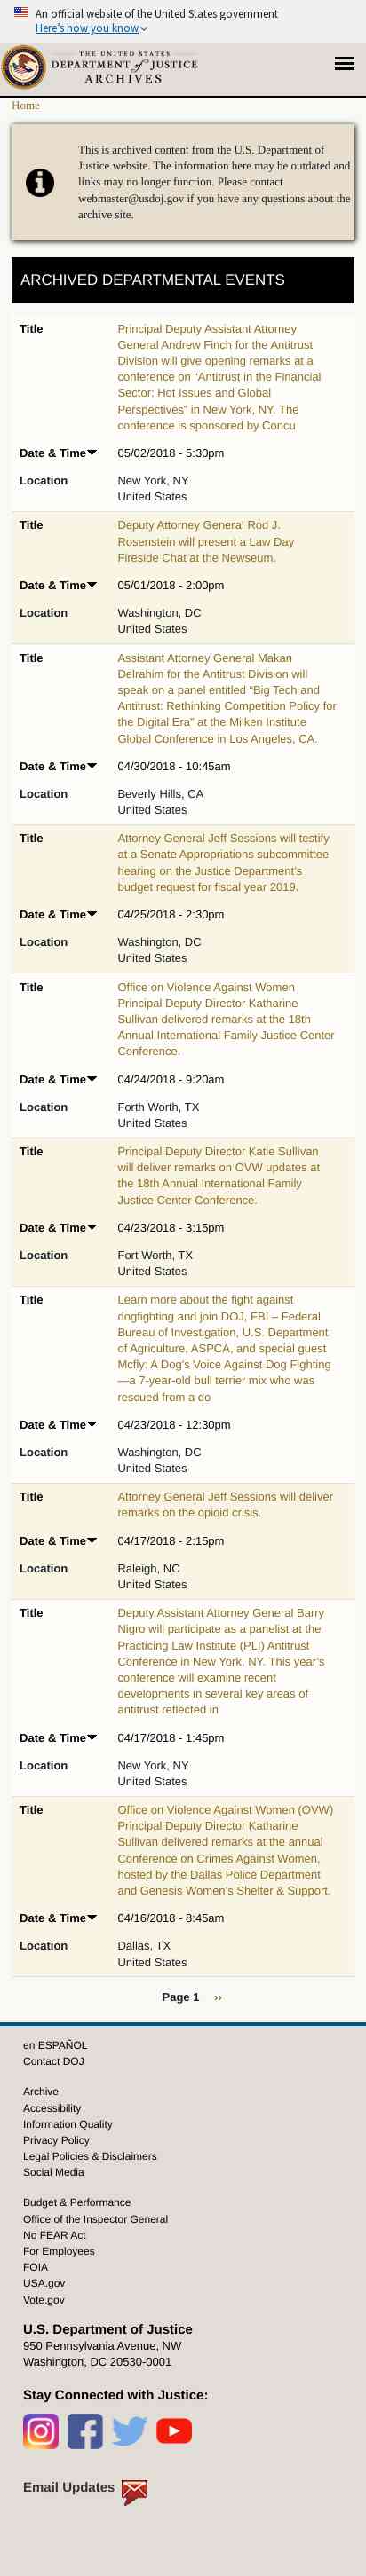 An official website of the United States government
Here's how you know
THE UNITED STATES
DEPARTMENT of JUSTICE
ARCHIVES
Home
This is archived content from the U.S. Department of
Justice website. The information here may be outdated and
links may no longer function. Please contact
webmaster@usdoj.gov if you have any questions about the
archive site.
ARCHIVED DEPARTMENTAL EVENTS
Title Principal Deputy Assistant Attorney
General Andrew Finch for the Antitrust
Division will give opening remarks at a
conference on “Antitrust in the Financial
Sector: Hot Issues and Global
Perspectives” in New York, NY. The
conference is sponsored by Concu
Date & Time 05/02/2018 - 5:30pm
Location New York, NY
United States
Title Deputy Attorney General Rod J.
Rosenstein will present a Law Day
Fireside Chat at the Newseum.
Date & Time 05/01/2018 - 2:00pm
Location Washington, DC
United States
Title Assistant Attorney General Makan
Delrahim for the Antitrust Division will
speak on a panel entitled “Big Tech and
Antitrust: Rethinking Competition Policy for
the Digital Era” at the Milken Institute
Global Conference in Los Angeles, CA.
Date & Time 04/30/2018 - 10:45am
Location Beverly Hills, CA
United States
Title Attorney General Jeff Sessions will testify
at a Senate Appropriations subcommittee
hearing on the Justice Department’s
budget request for fiscal year 2019.
Date & Time 04/25/2018 - 2:30pm
Location Washington, DC
United States
Title Office on Violence Against Women
Principal Deputy Director Katharine
Sullivan delivered remarks at the 18th
Annual International Family Justice Center
Conference.
Date & Time 04/24/2018 - 9:20am
Location Forth Worth, TX
United States
Title Principal Deputy Director Katie Sullivan
will deliver remarks on OVW updates at
the 18th Annual International Family
Justice Center Conference.
Date & Time 04/23/2018 - 3:15pm
Location Fort Worth, TX
United States
Title Learn more about the fight against
dogfighting and join DOJ, FBI – Federal
Bureau of Investigation, U.S. Department
of Agriculture, ASPCA, and special guest
Mcfly: A Dog's Voice Against Dog Fighting
—a 7-year-old bull terrier mix who was
rescued from a do
Date & Time 04/23/2018 - 12:30pm
Location Washington, DC
United States
Title Attorney General Jeff Sessions will deliver
remarks on the opioid crisis.
Date & Time 04/17/2018 - 2:15pm
Location Raleigh, NC
United States
Title Deputy Assistant Attorney General Barry
Nigro will participate as a panelist at the
Practicing Law Institute (PLI) Antitrust
Conference in New York, NY. This year’s
conference will examine recent
developments in several key areas of
antitrust reflected in
Date & Time 04/17/2018 - 1:45pm
Location New York, NY
United States
Title Office on Violence Against Women (OVW)
Principal Deputy Director Katharine
Sullivan delivered remarks at the annual
Conference on Crimes Against Women,
hosted by the Dallas Police Department
and Genesis Women’s Shelter & Support.
Date & Time 04/16/2018 - 8:45am
Location Dallas, TX
United States
Page 1 ››
en ESPAÑOL
Contact DOJ
Archive
Accessibility
Information Quality
Privacy Policy
Legal Policies & Disclaimers
Social Media
Budget & Performance
Office of the Inspector General
No FEAR Act
For Employees
FOIA
USA.gov
Vote.gov
U.S. Department of Justice
950 Pennsylvania Avenue, NW
Washington, DC 20530-0001
Stay Connected with Justice:
Email Updates